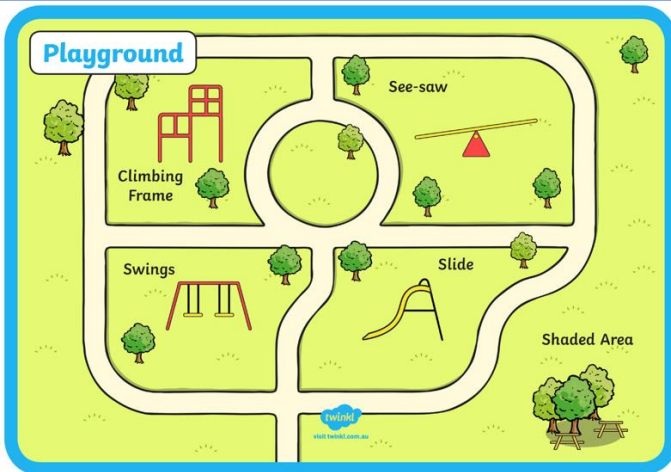 Playground
See-saw
Climbing
Frame
Swings
Slide
Shaded Area
twinkl
visit twinkl.com.au